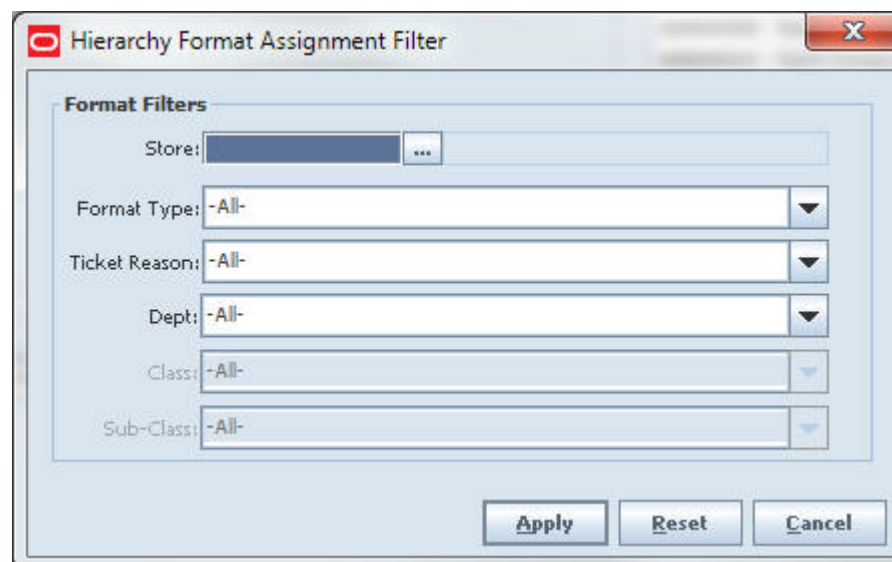 Hierarchy Format Assignment Filter
X
Format Filters
Store: ...
Format Type: -All-
Ticket Reason: -All-
Dept: -All-
Class: -All-
Sub-Class: -All-
Apply Reset Cancel